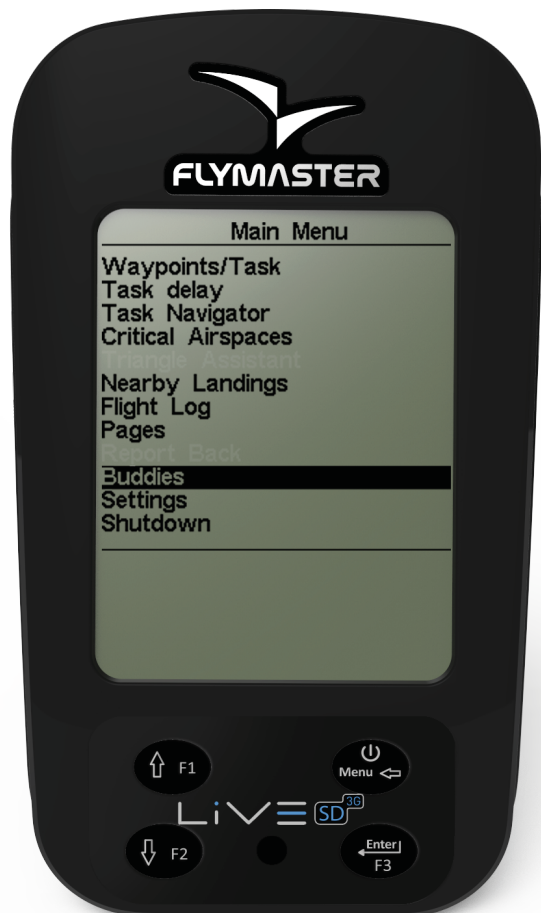 FLYMASTER
Main Menu
Waypoints/Task
Task delay
Task Navigator
Critical Airspaces
Triangle Assistant
Nearby Landings
Flight Log
Pages
Report Back
Buddies
Settings
Shutdown
F1
Menu
LiVE SD 3G
F2
Enter
F3